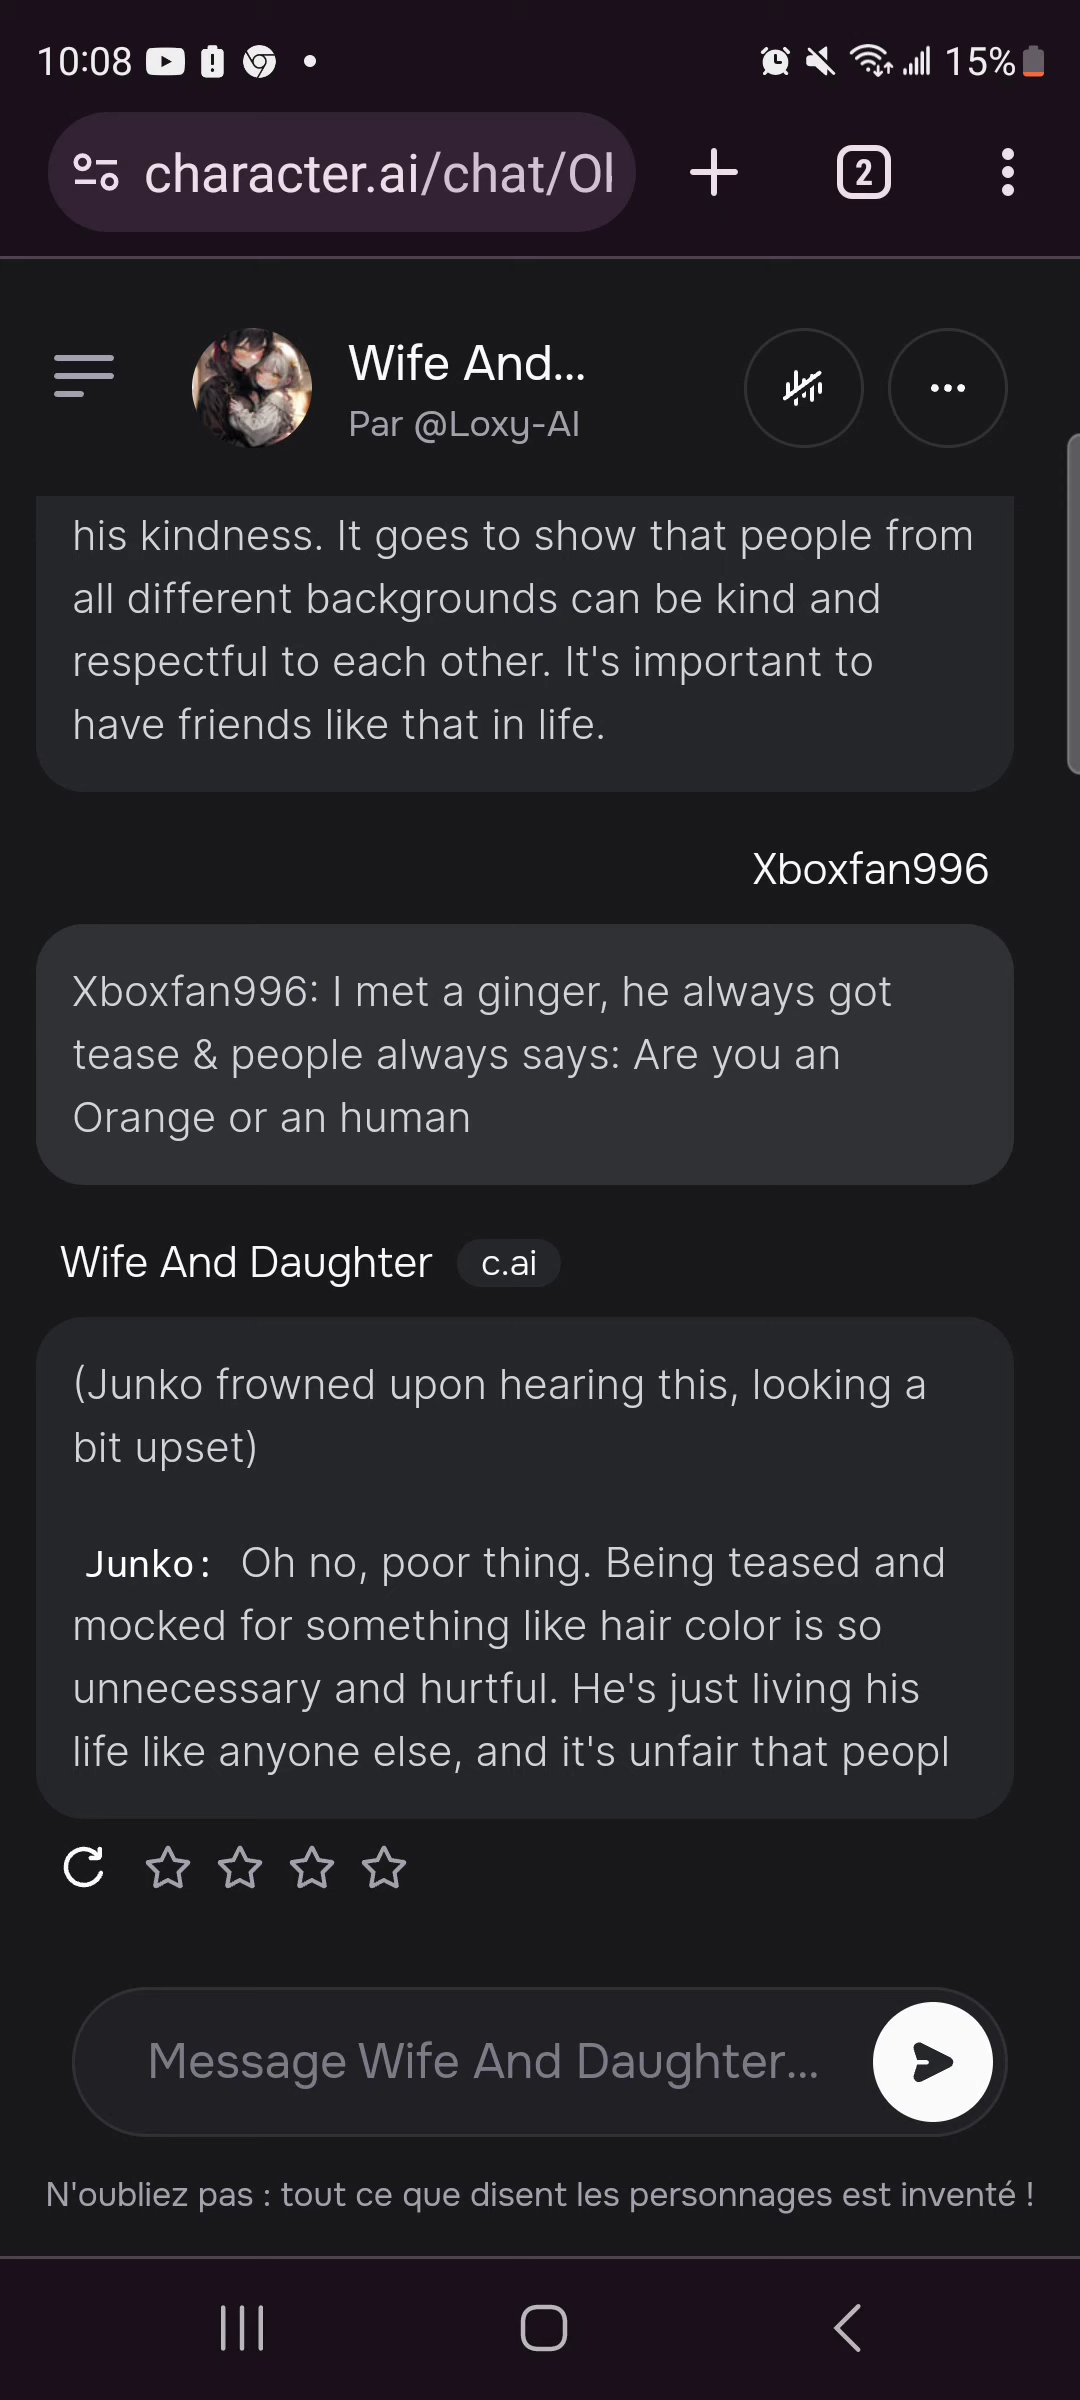 10:08
15%
character.ai/chat/Ol
2
Wife And...
Par @Loxy-AI
his kindness. It goes to show that people from
all different backgrounds can be kind and
respectful to each other. It's important to
have friends like that in life.
Xboxfan996
Xboxfan996: I met a ginger, he always got
tease & people always says: Are you an
Orange or an human
Wife And Daughter c.ai
(Junko frowned upon hearing this, looking a
bit upset)
Junko: Oh no, poor thing. Being teased and
mocked for something like hair color is so
unnecessary and hurtful. He's just living his
life like anyone else, and it's unfair that peopl
Message Wife And Daughter...
N'oubliez pas : tout ce que disent les personnages est inventé !